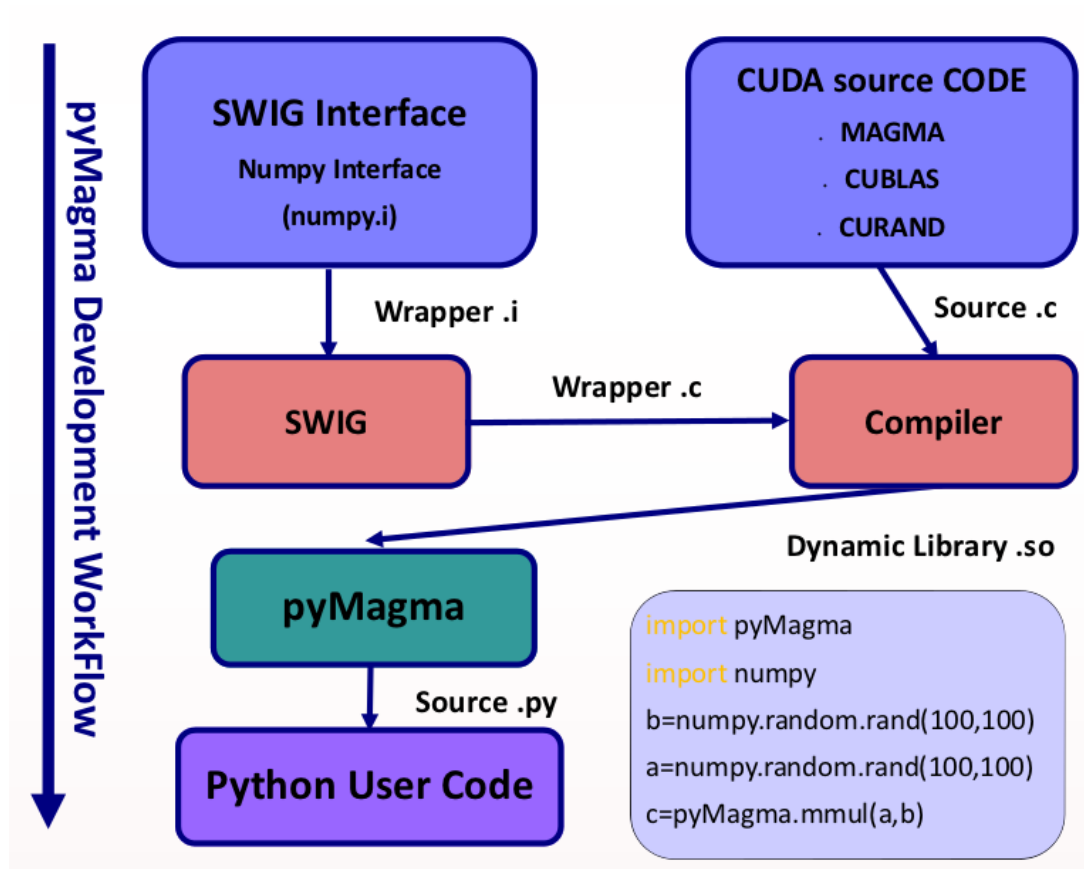 pyMagma Development WorkFlow
SWIG Interface
Numpy Interface
(numpy.i)
CUDA source CODE
. MAGMA
. CUBLAS
. CURAND
Wrapper .i
Source .c
SWIG
Wrapper .c
Compiler
Dynamic Library .so
pyMagma
Source .py
Python User Code
import pyMagma
import numpy
b=numpy.random.rand(100,100)
a=numpy.random.rand(100,100)
c=pyMagma.mmul(a,b)